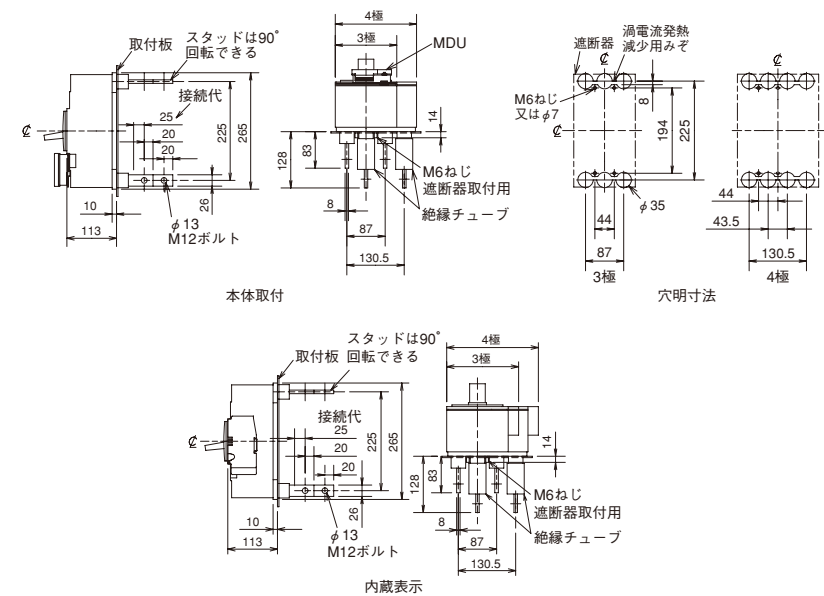 取付板
スタッドは90°
回転できる
接続代
25
20
20
225
265
℄
10
113
26
φ13
M12ボルト
4極
3極
MDU
14
128
83
M6ねじ
遮断器取付用
絶縁チューブ
8
87
130.5
本体取付
遮断器
渦電流発熱
減少用みぞ
℄
℄
M6ねじ
又はφ7
8
194
225
φ35
44
87
3極
℄
℄
44
43.5
130.5
4極
穴明寸法
取付板
スタッドは90°
回転できる
接続代
25
20
20
225
265
℄
10
113
26
φ13
M12ボルト
4極
3極
14
128
83
M6ねじ
遮断器取付用
絶縁チューブ
8
87
130.5
内蔵表示